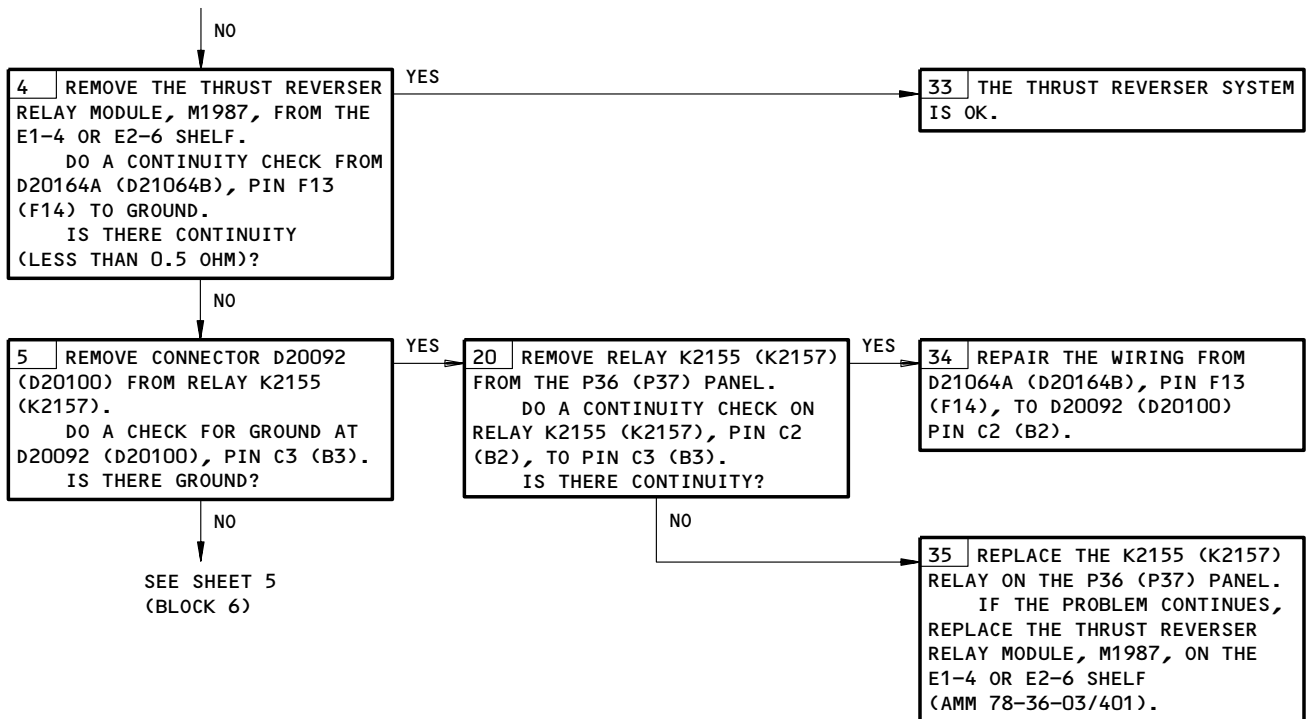 NO
4 REMOVE THE THRUST REVERSER
RELAY MODULE, M1987, FROM THE
E1-4 OR E2-6 SHELF.
DO A CONTINUITY CHECK FROM
D20164A (D21064B), PIN F13
(F14) TO GROUND.
IS THERE CONTINUITY
(LESS THAN 0.5 OHM)?
YES
33 THE THRUST REVERSER SYSTEM
IS OK.
NO
5 REMOVE CONNECTOR D20092
(D20100) FROM RELAY K2155
(K2157).
DO A CHECK FOR GROUND AT
D20092 (D20100), PIN C3 (B3).
IS THERE GROUND?
YES
20 REMOVE RELAY K2155 (K2157)
FROM THE P36 (P37) PANEL.
DO A CONTINUITY CHECK ON
RELAY K2155 (K2157), PIN C2
(B2), TO PIN C3 (B3).
IS THERE CONTINUITY?
YES
34 REPAIR THE WIRING FROM
D21064A (D20164B), PIN F13
(F14), TO D20092 (D20100)
PIN C2 (B2).
NO
SEE SHEET 5
(BLOCK 6)
NO
35 REPLACE THE K2155 (K2157)
RELAY ON THE P36 (P37) PANEL.
IF THE PROBLEM CONTINUES,
REPLACE THE THRUST REVERSER
RELAY MODULE, M1987, ON THE
E1-4 OR E2-6 SHELF
(AMM 78-36-03/401).